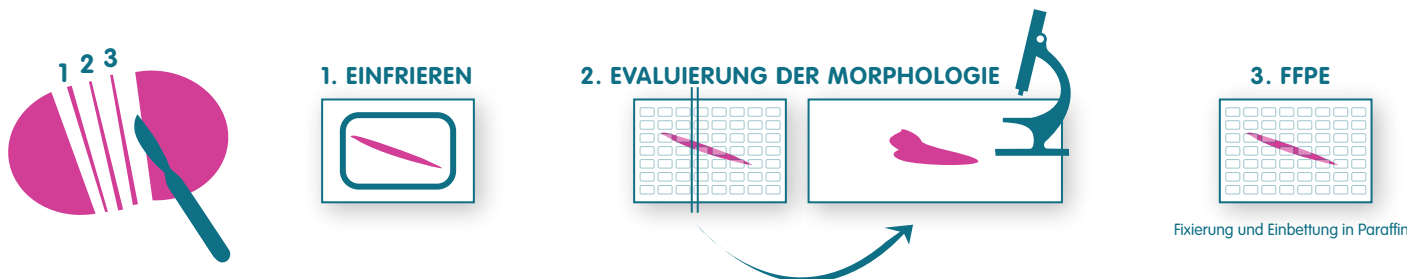 1 2 3
1. EINFRIEREN
2. EVALUIERUNG DER MORPHOLOGIE
3. FFPE
Fixierung und Einbettung in Paraffin